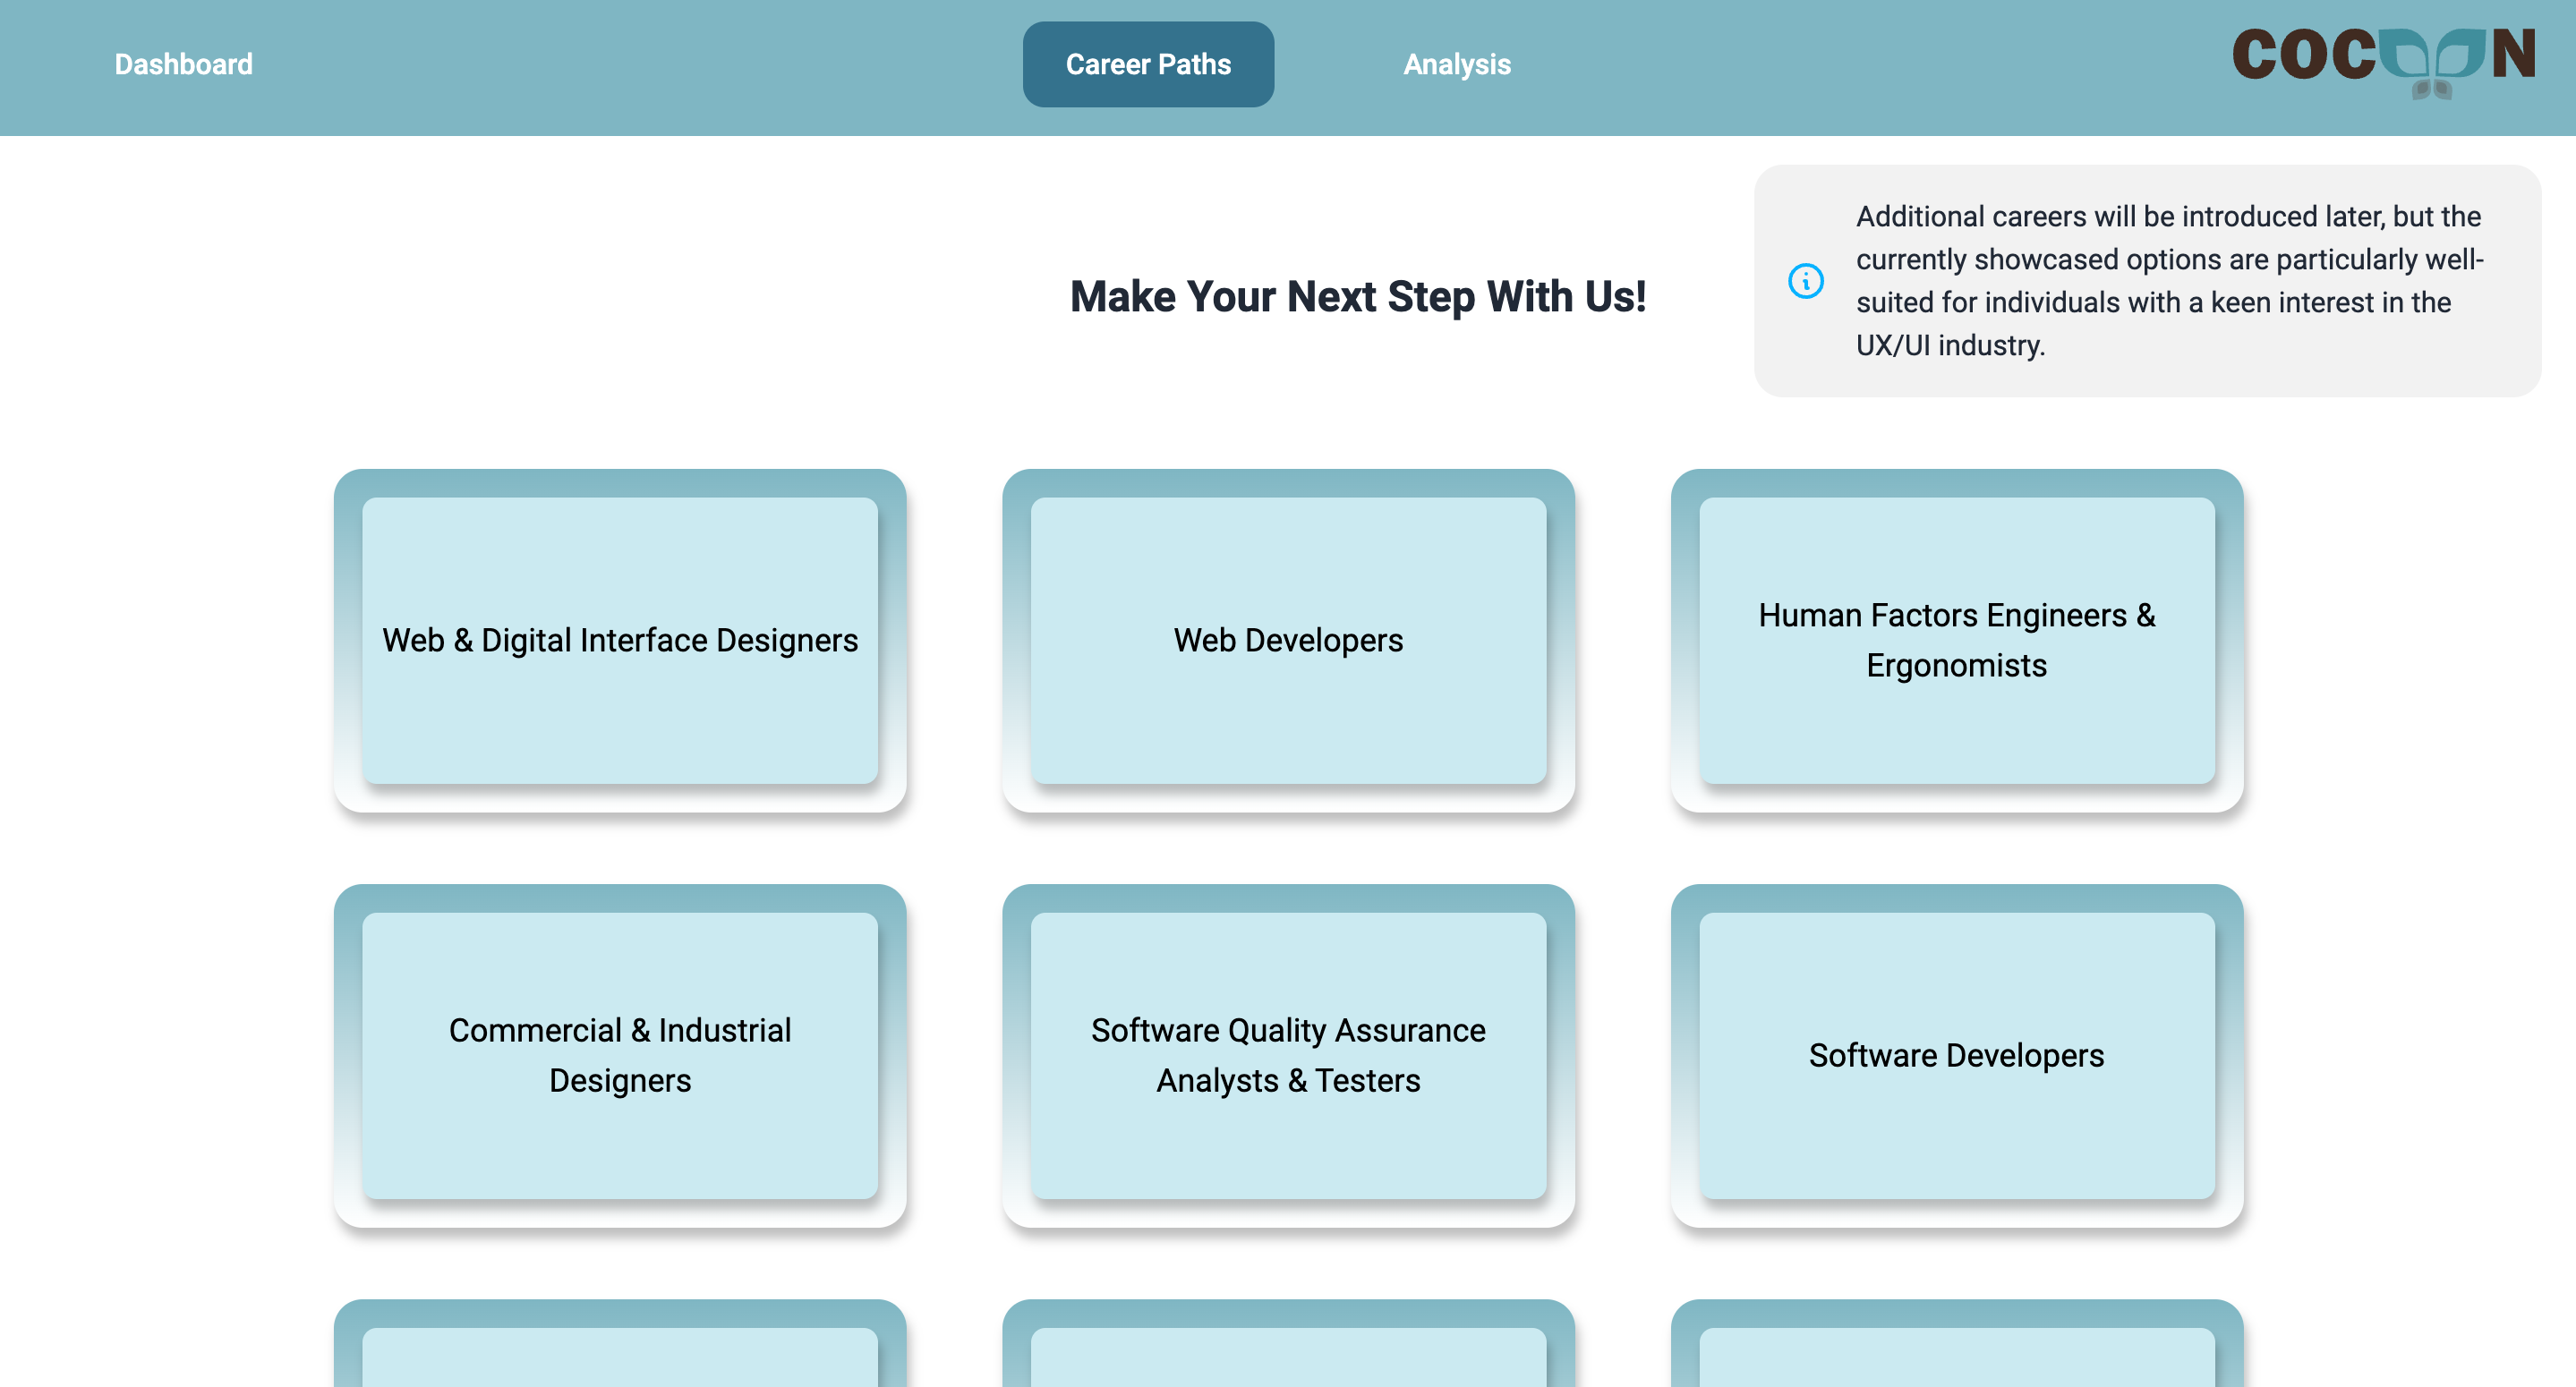 Dashboard
Career Paths
Analysis
COCOON
Additional careers will be introduced later, but the
currently showcased options are particularly well-
suited for individuals with a keen interest in the
UX/UI industry.
Make Your Next Step With Us!
Web & Digital Interface Designers
Web Developers
Human Factors Engineers &
Ergonomists
Commercial & Industrial
Designers
Software Quality Assurance
Analysts & Testers
Software Developers